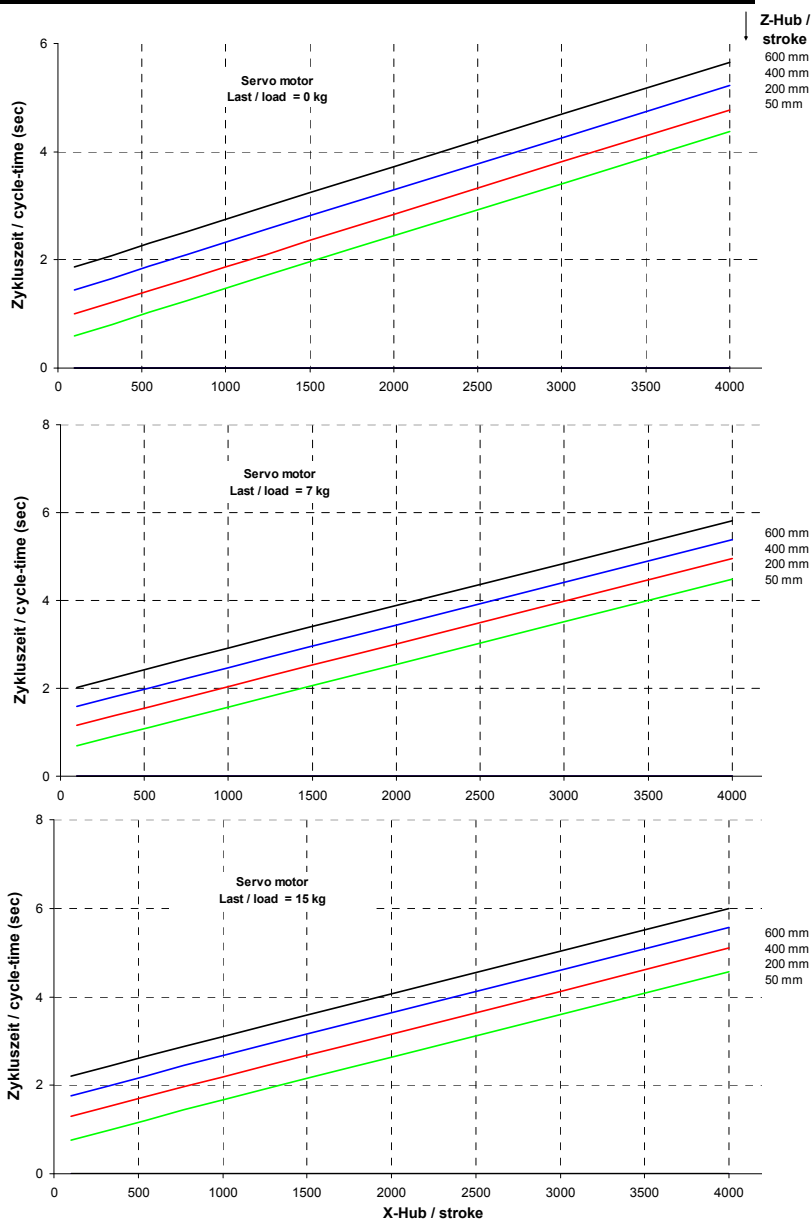 Z-Hub /
stroke
600 mm
400 mm
200 mm
50 mm
Servo motor
Last / load = 0 kg
Zykluszeit / cycle-time (sec)
6
4
2
0
0 500 1000 1500 2000 2500 3000 3500 4000
Servo motor
Last / load = 7 kg
Zykluszeit / cycle-time (sec)
8
6
4
2
0
600 mm
400 mm
200 mm
50 mm
0 500 1000 1500 2000 2500 3000 3500 4000
Servo motor
Last / load = 15 kg
Zykluszeit / cycle-time (sec)
8
6
4
2
0
600 mm
400 mm
200 mm
50 mm
0 500 1000 1500 2000 2500 3000 3500 4000
X-Hub / stroke